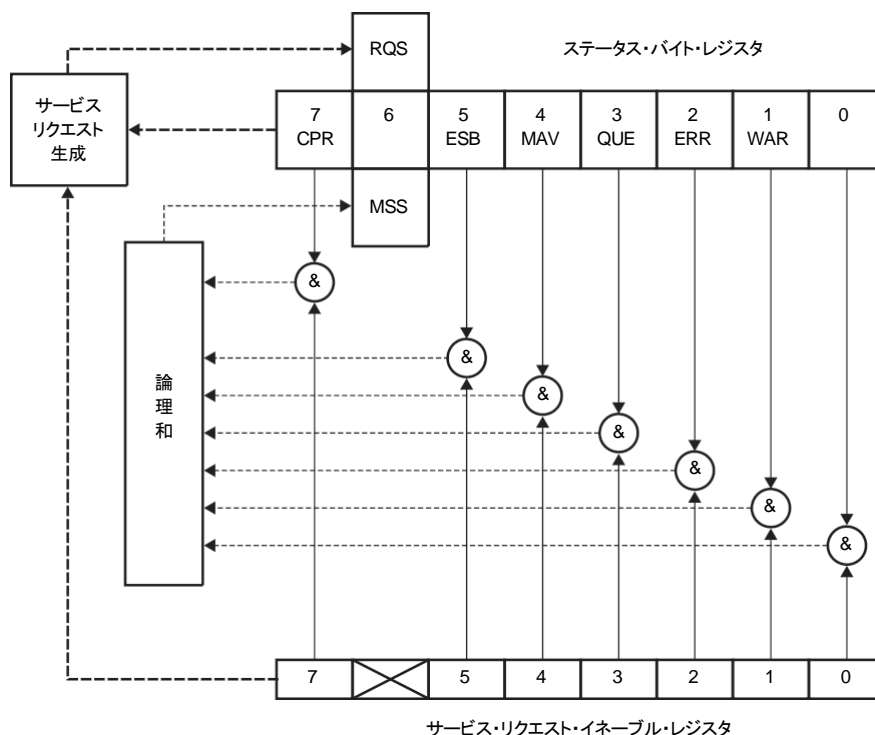 RQS
ステータス・バイト・レジスタ
サービス
リクエスト
生成
7
CPR
6
5
ESB
4
MAV
3
QUE
2
ERR
1
WAR
0
MSS
&
&
&
&
&
&
&
論
理
和
7
5
4
3
2
1
0
サービス・リクエスト・イネーブル・レジスタ